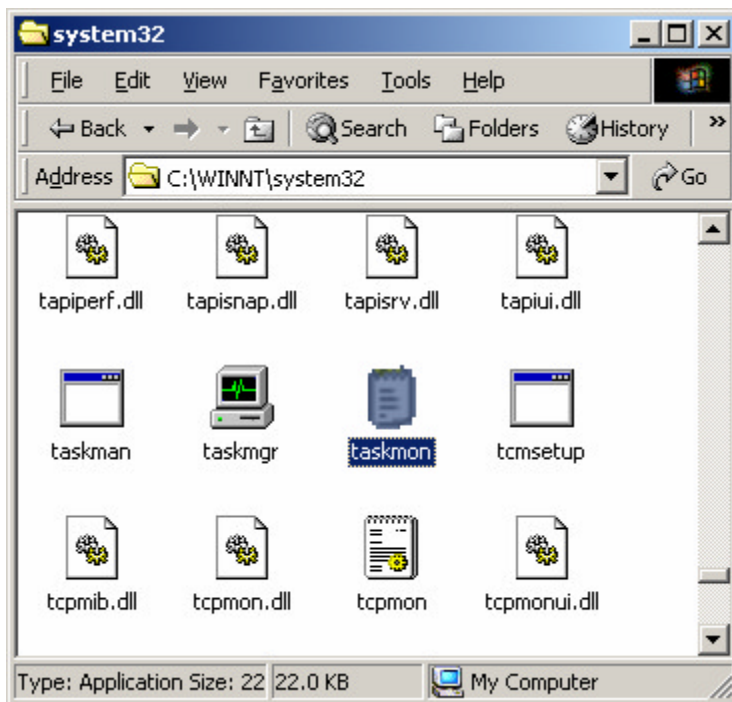 system32
File Edit View Favorites Tools Help
Back Search Folders History »
Address C:\WINNT\system32 Go
tapiperf.dll tapisnap.dll tapisrv.dll tapiui.dll
taskman taskmgr taskmon tcmsetup
tcpmib.dll tcpmon.dll tcpmon tcpmonui.dll
Type: Application Size: 22 22.0 KB My Computer